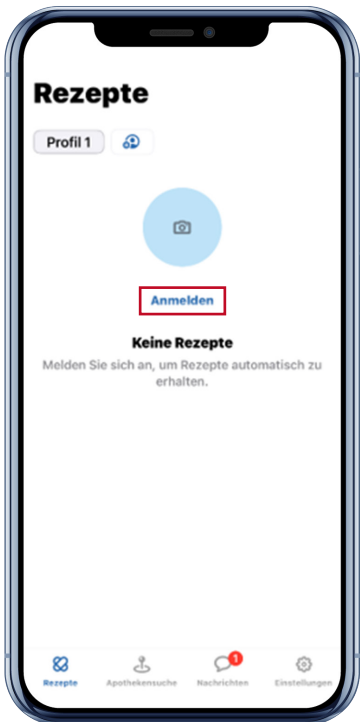 Rezepte
Profil 1
Anmelden
Keine Rezepte
Melden Sie sich an, um Rezepte automatisch zu
erhalten.
1
Rezepte Apothekensuche Nachrichten Einstellungen